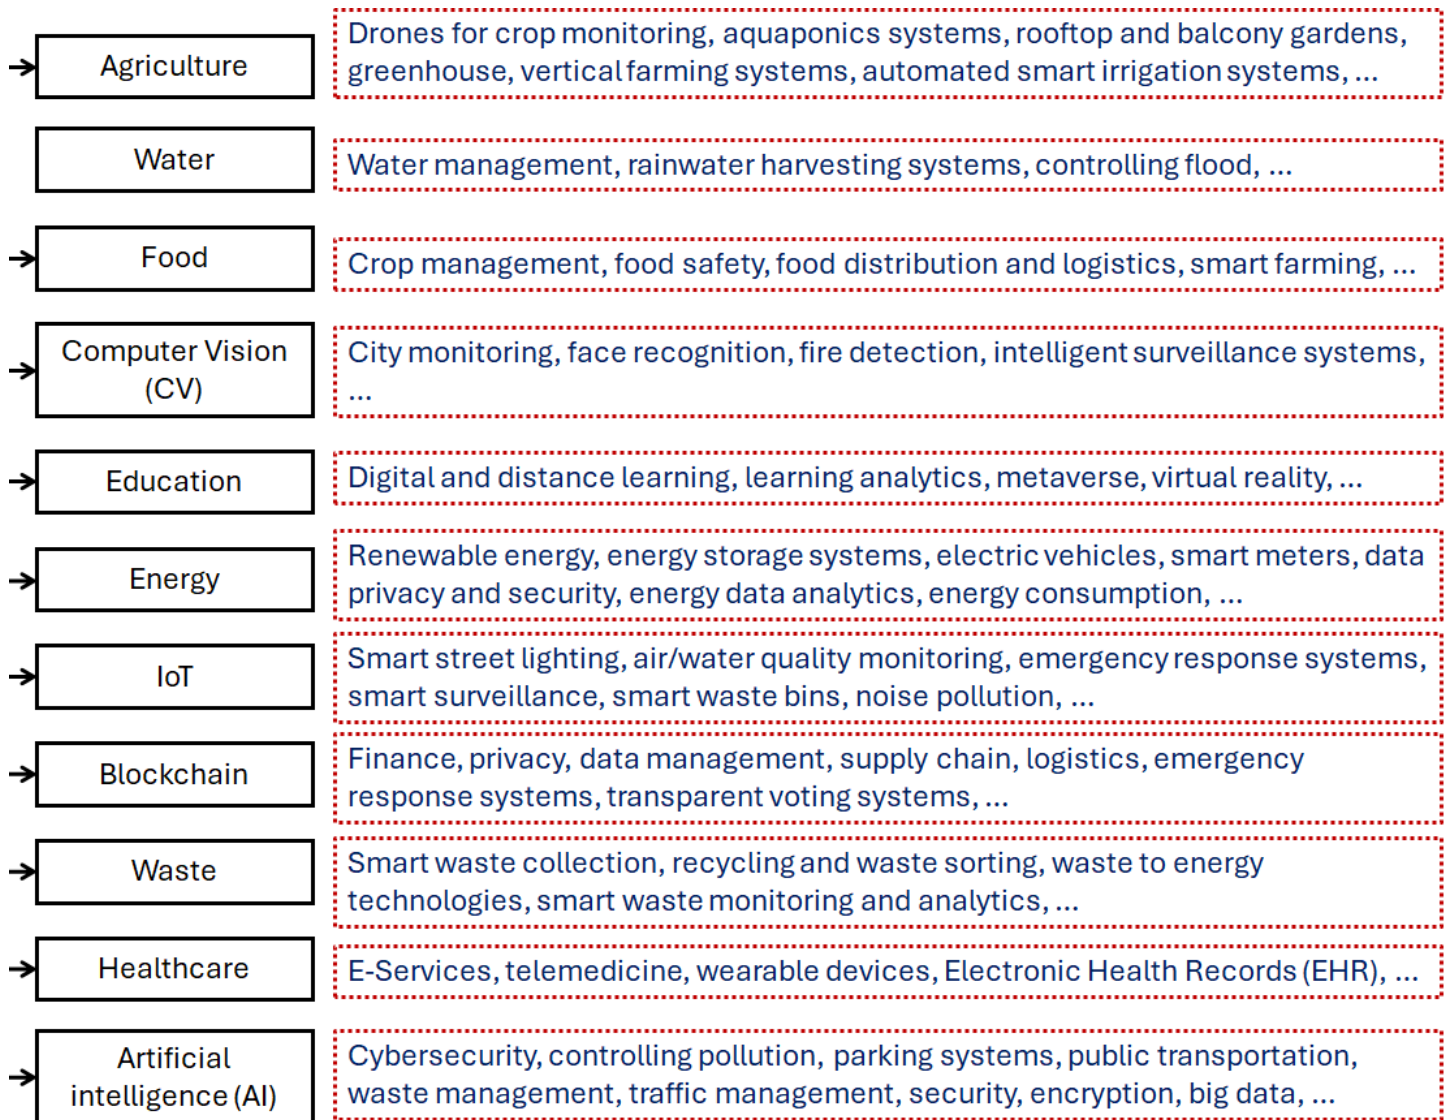 Agriculture
Drones for crop monitoring, aquaponics systems, rooftop and balcony gardens,
greenhouse, vertical farming systems, automated smart irrigation systems, ...
Water
Water management, rainwater harvesting systems, controlling flood, ...
Food
Crop management, food safety, food distribution and logistics, smart farming, ...
Computer Vision
(CV)
City monitoring, face recognition, fire detection, intelligent surveillance systems,
...
Education
Digital and distance learning, learning analytics, metaverse, virtual reality, ...
Energy
Renewable energy, energy storage systems, electric vehicles, smart meters, data
privacy and security, energy data analytics, energy consumption, ...
IoT
Smart street lighting, air/water quality monitoring, emergency response systems,
smart surveillance, smart waste bins, noise pollution, ...
Blockchain
Finance, privacy, data management, supply chain, logistics, emergency
response systems, transparent voting systems, ...
Waste
Smart waste collection, recycling and waste sorting, waste to energy
technologies, smart waste monitoring and analytics, ...
Healthcare
E-Services, telemedicine, wearable devices, Electronic Health Records (EHR), ...
Artificial
intelligence (AI)
Cybersecurity, controlling pollution, parking systems, public transportation,
waste management, traffic management, security, encryption, big data, ...